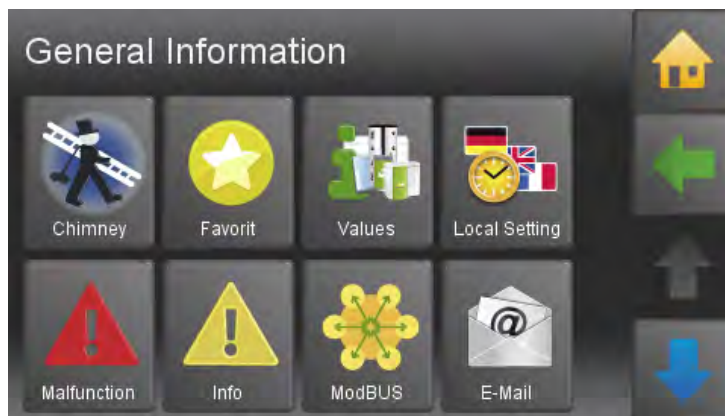 General Information
Chimney
Favorit
Values
Local Setting
Malfunction
Info
ModBUS
E-Mail